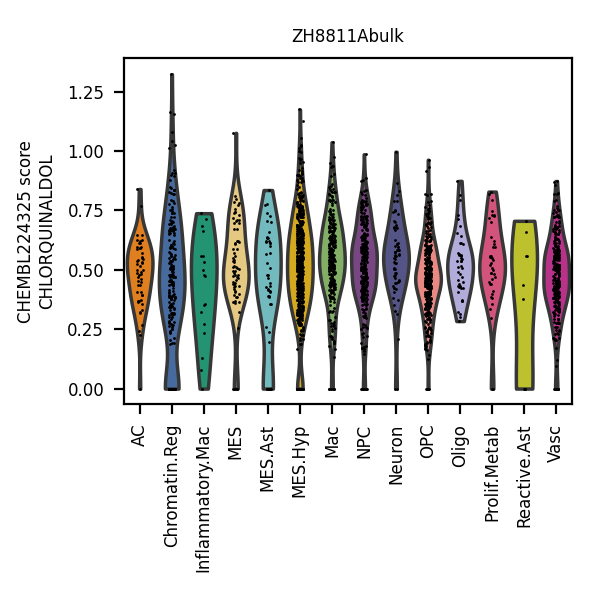 ZH8811Abulk
CHEMBL224325 score
CHLORQUINALDOL
1.25
1.00
0.75
0.50
0.25
0.00
AC
Chromatin.Reg
Inflammatory.Mac
MES
MES.Ast
MES.Hyp
Mac
NPC
Neuron
OPC
Oligo
Prolif.Metab
Reactive.Ast
Vasc